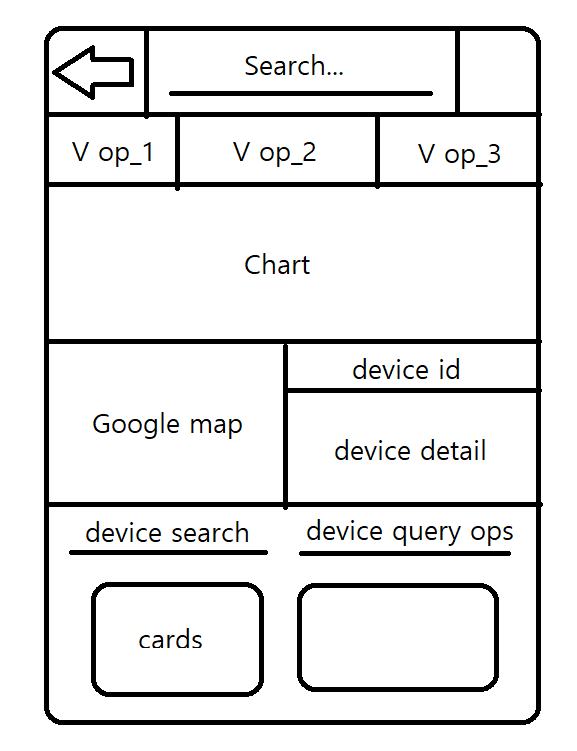 Search...
V op_1
V op_2
V op_3
Chart
device id
Google map
device detail
device search
device query ops
cards